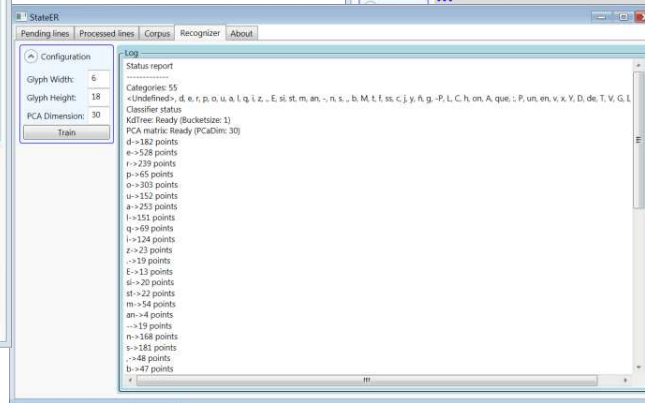 StateER
Pending lines Processed lines Corpus Recognizer About
Configuration
Glyph Width: 6
Glyph Height: 18
PCA Dimension: 30
Train
Log
Status report
-------------
Categories: 55
<Undefined>, d, e, r, p, o, u, a, l, q, i, z, ., E, si, st, m, an, -, n, s, ,, b, M, t, f, ss, c, j, y, ñ, g, -P, L, C, h, on, A, que, :, P, un, en, v, x, Y, D, de, T, V, G, I,
Classifier status
KdTree: Ready (Bucketsize: 1)
PCA matrix: Ready (PCaDim: 30)
d->182 points
e->528 points
r->239 points
p->65 points
o->303 points
u->152 points
a->253 points
l->151 points
q->69 points
i->124 points
z->23 points
.->19 points
E->13 points
si->20 points
st->22 points
m->54 points
an->4 points
-->19 points
n->168 points
s->181 points
,->48 points
b->47 points